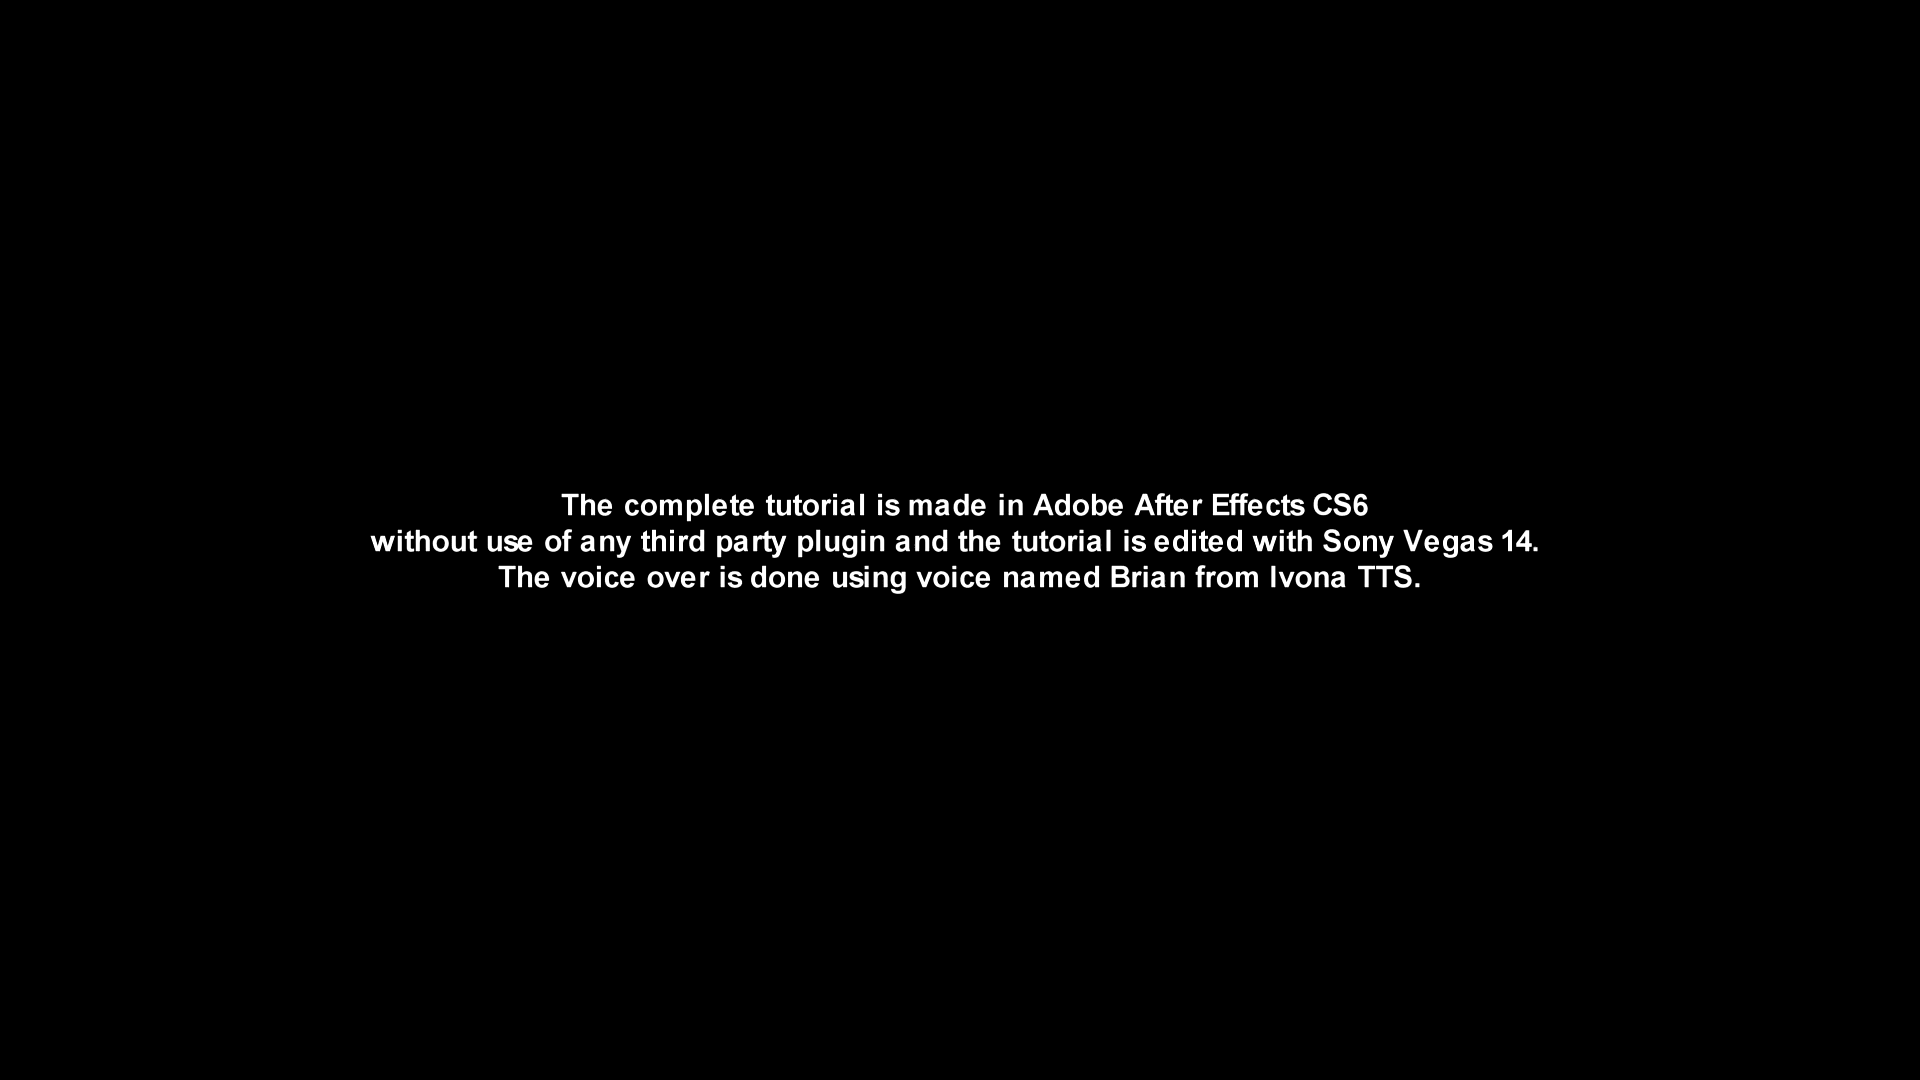 The complete tutorial is made in Adobe After Effects CS6
without use of any third party plugin and the tutorial is edited with Sony Vegas 14.
The voice over is done using voice named Brian from Ivona TTS.